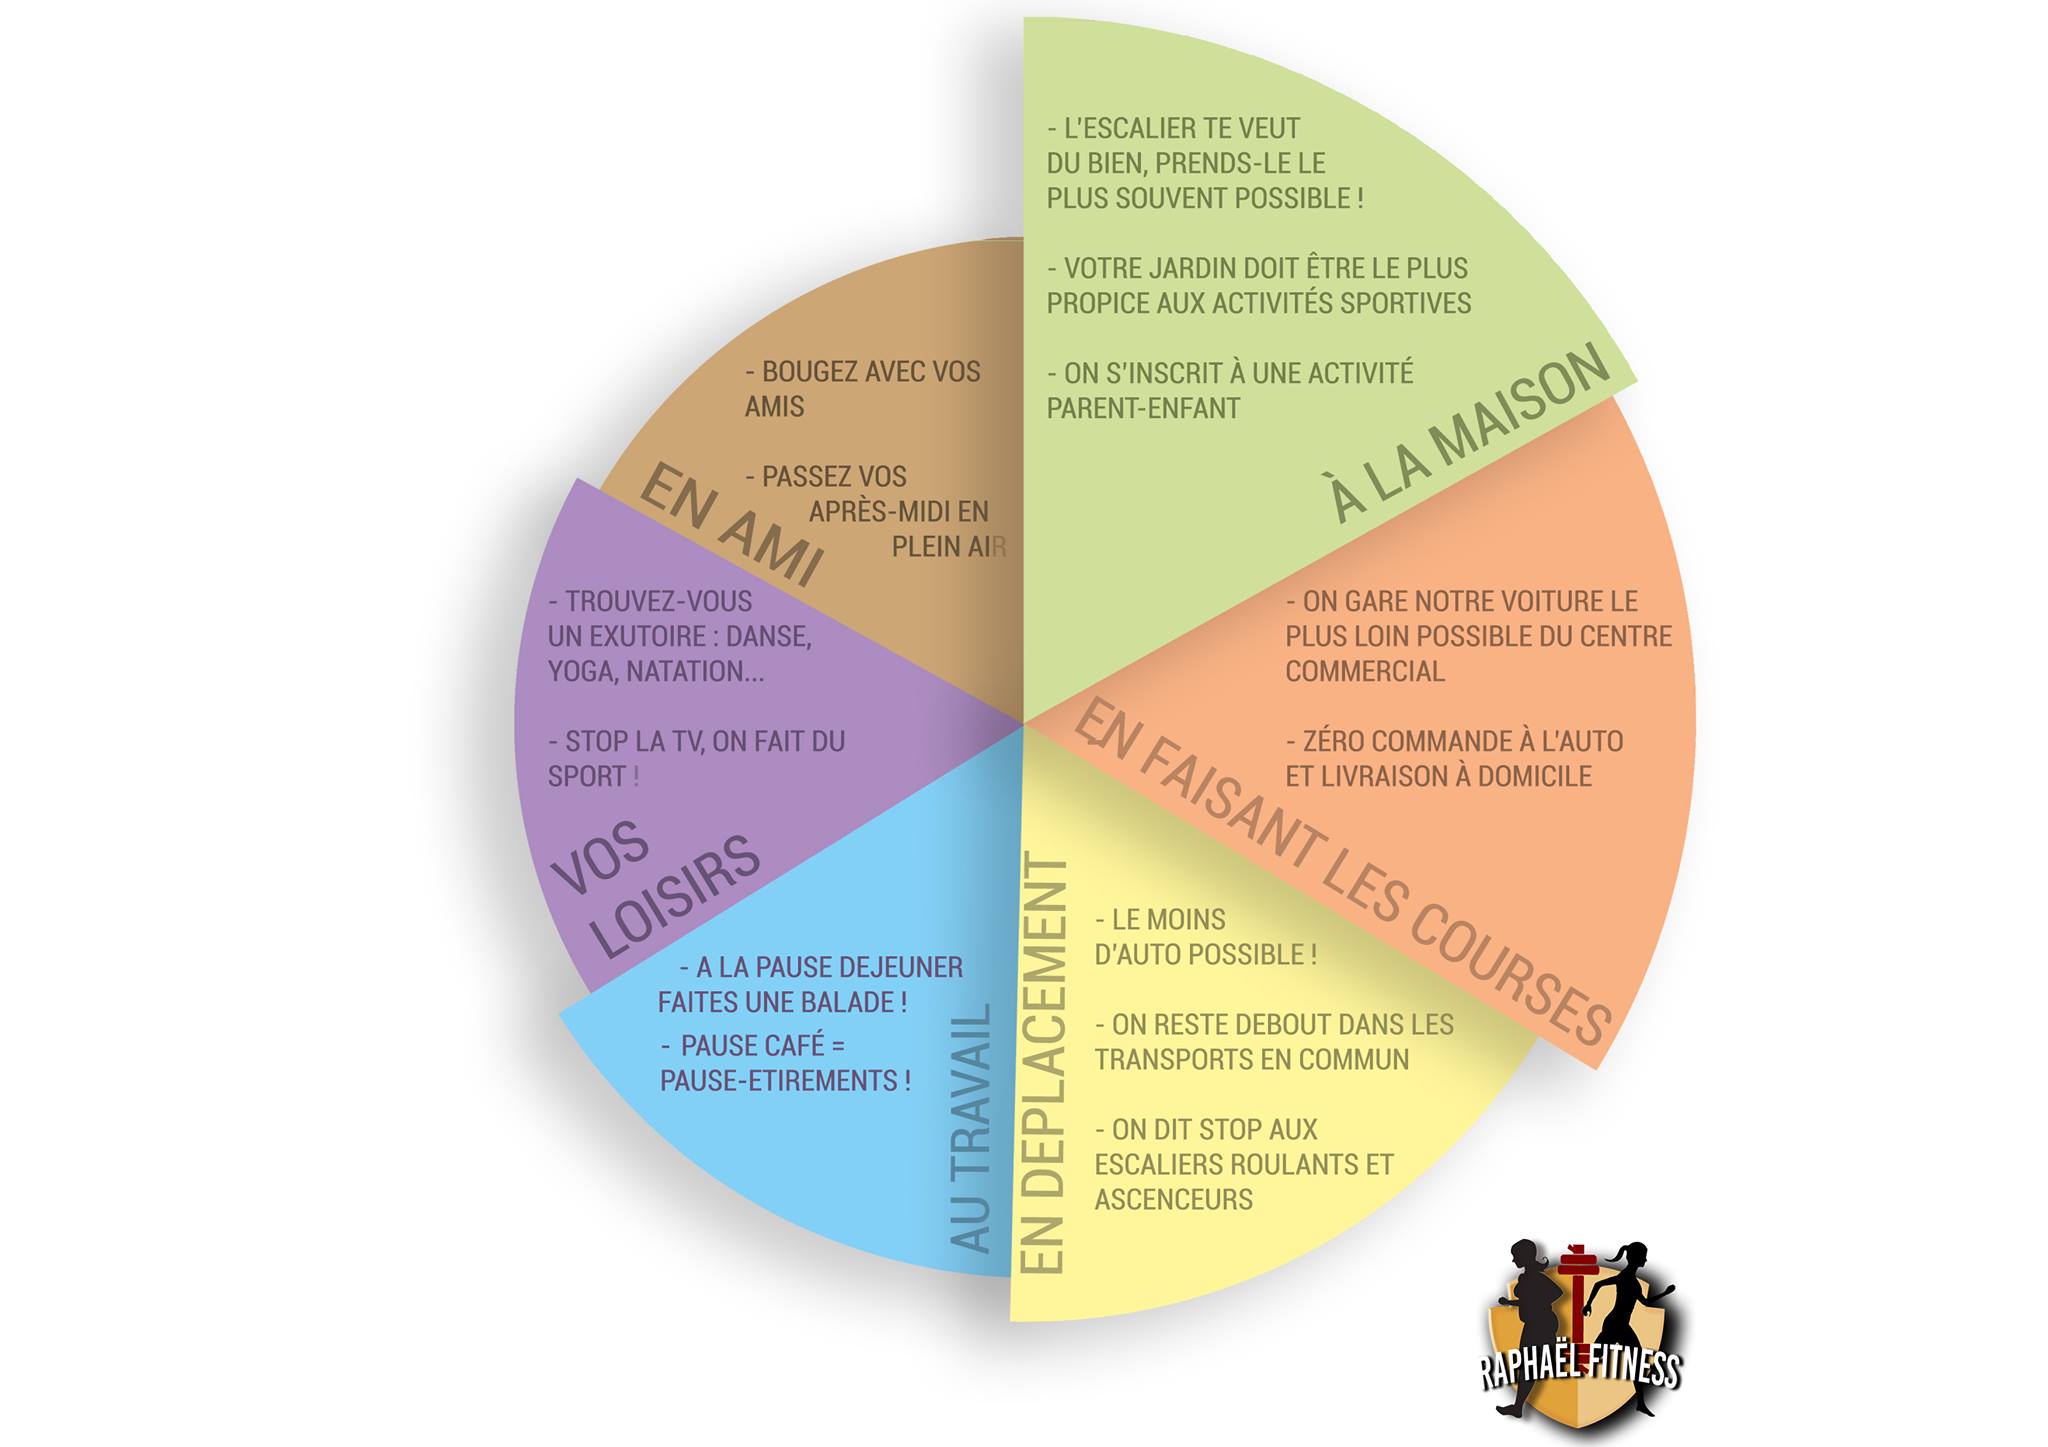 - L'ESCALIER TE VEUT
DU BIEN, PRENDS-LE LE
PLUS SOUVENT POSSIBLE !
- VOTRE JARDIN DOIT ÊTRE LE PLUS
PROPICE AUX ACTIVITÉS SPORTIVES
- ON S'INSCRIT À UNE ACTIVITÉ
PARENT-ENFANT
À LA MAISON
- ON GARE NOTRE VOITURE LE
PLUS LOIN POSSIBLE DU CENTRE
COMMERCIAL
- ZÉRO COMMANDE À L'AUTO
ET LIVRAISON À DOMICILE
EN FAISANT LES COURSES
- LE MOINS
D'AUTO POSSIBLE !
- ON RESTE DEBOUT DANS LES
TRANSPORTS EN COMMUN
- ON DIT STOP AUX
ESCALIERS ROULANTS ET
ASCENCEURS
EN DEPLACEMENT
- A LA PAUSE DEJEUNER
FAITES UNE BALADE !
- PAUSE CAFÉ =
PAUSE-ETIREMENTS !
AU TRAVAIL
- TROUVEZ-VOUS
UN EXUTOIRE : DANSE,
YOGA, NATATION...
- STOP LA TV, ON FAIT DU
SPORT !
VOS
LOISIRS
- BOUGEZ AVEC VOS
AMIS
- PASSEZ VOS
APRÈS-MIDI EN
PLEIN AIR
EN AMI
RAPHAËL FITNESS